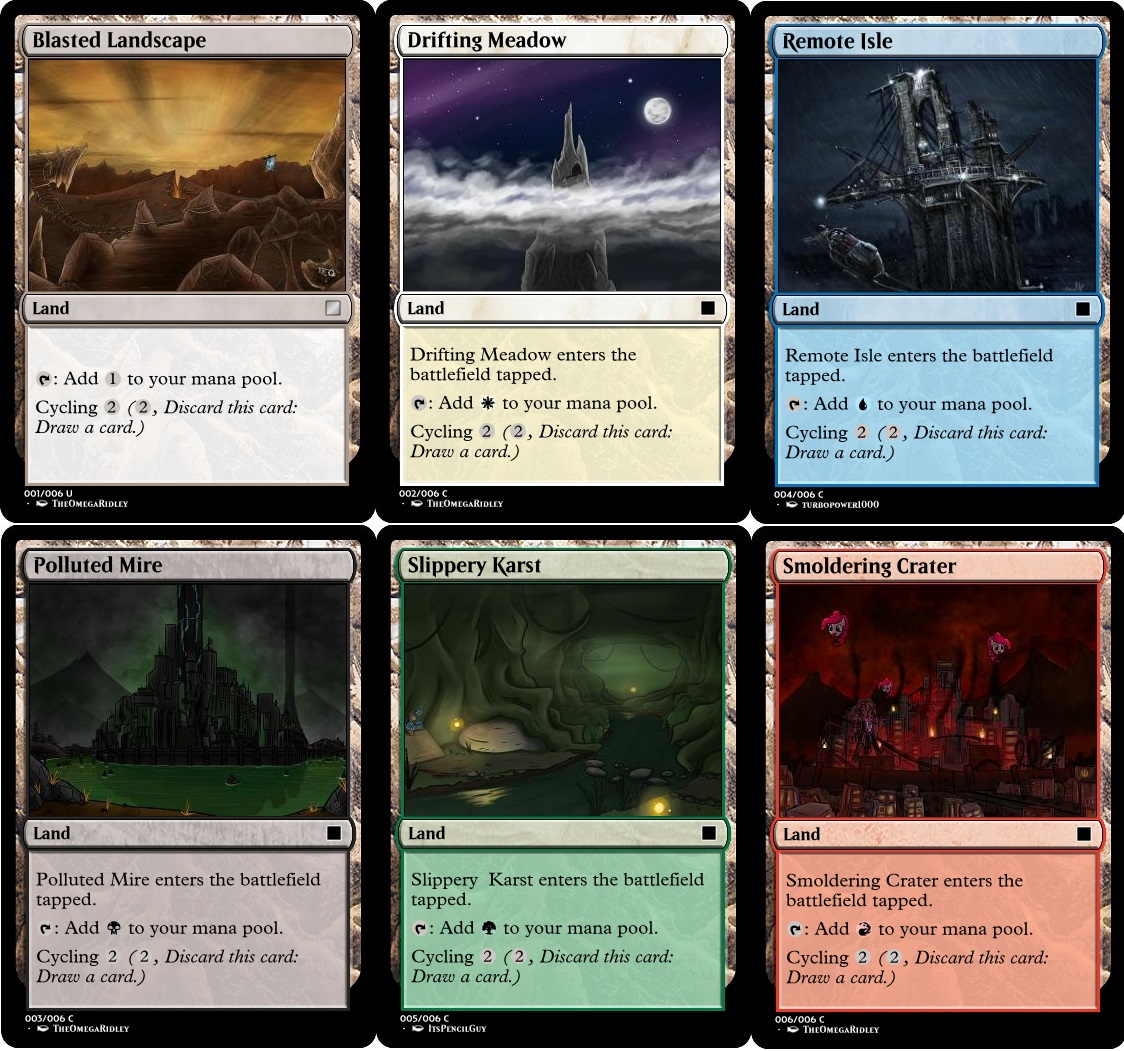 Blasted Landscape
Land
: Add 1 to your mana pool.
Cycling 2 (2, Discard this card:
Draw a card.)
001/006 U
· TheOmegaRidley
Drifting Meadow
Land
Drifting Meadow enters the
battlefield tapped.
: Add to your mana pool.
Cycling 2 (2, Discard this card:
Draw a card.)
002/006 C
· TheOmegaRidley
Remote Isle
Land
Remote Isle enters the battlefield
tapped.
: Add to your mana pool.
Cycling 2 (2, Discard this card:
Draw a card.)
004/006 C
· turbopower1000
Polluted Mire
Land
Polluted Mire enters the battlefield
tapped.
: Add to your mana pool.
Cycling 2 (2, Discard this card:
Draw a card.)
003/006 C
· TheOmegaRidley
Slippery Karst
Land
Slippery  Karst enters the battlefield
tapped.
: Add to your mana pool.
Cycling 2 (2, Discard this card:
Draw a card.)
005/006 C
· ItsPencilGuy
Smoldering Crater
Land
Smoldering Crater enters the
battlefield tapped.
: Add to your mana pool.
Cycling 2 (2, Discard this card:
Draw a card.)
006/006 C
· TheOmegaRidley